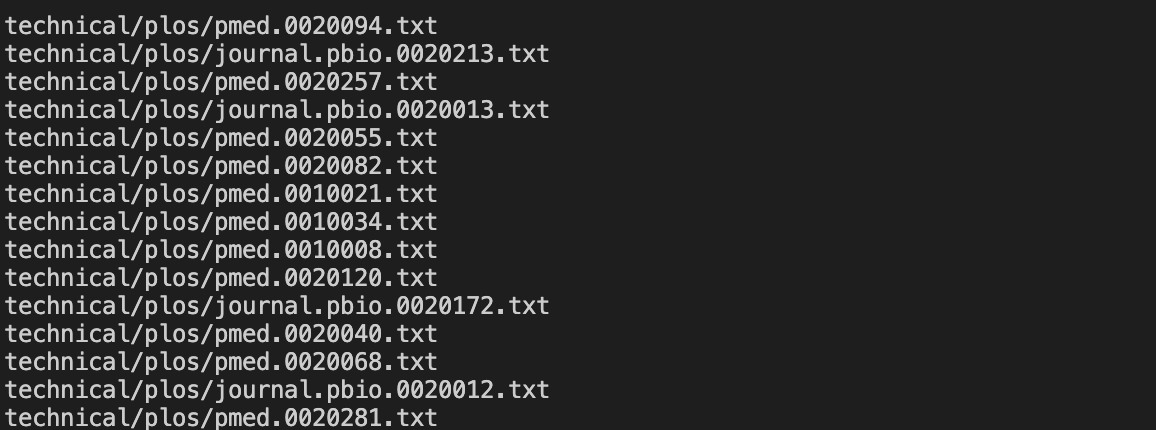 technical/plos/pmed.0020094.txt
technical/plos/journal.pbio.0020213.txt
technical/plos/pmed.0020257.txt
technical/plos/journal.pbio.0020013.txt
technical/plos/pmed.0020055.txt
technical/plos/pmed.0020082.txt
technical/plos/pmed.0010021.txt
technical/plos/pmed.0010034.txt
technical/plos/pmed.0010008.txt
technical/plos/pmed.0020120.txt
technical/plos/journal.pbio.0020172.txt
technical/plos/pmed.0020040.txt
technical/plos/pmed.0020068.txt
technical/plos/journal.pbio.0020012.txt
technical/plos/pmed.0020281.txt